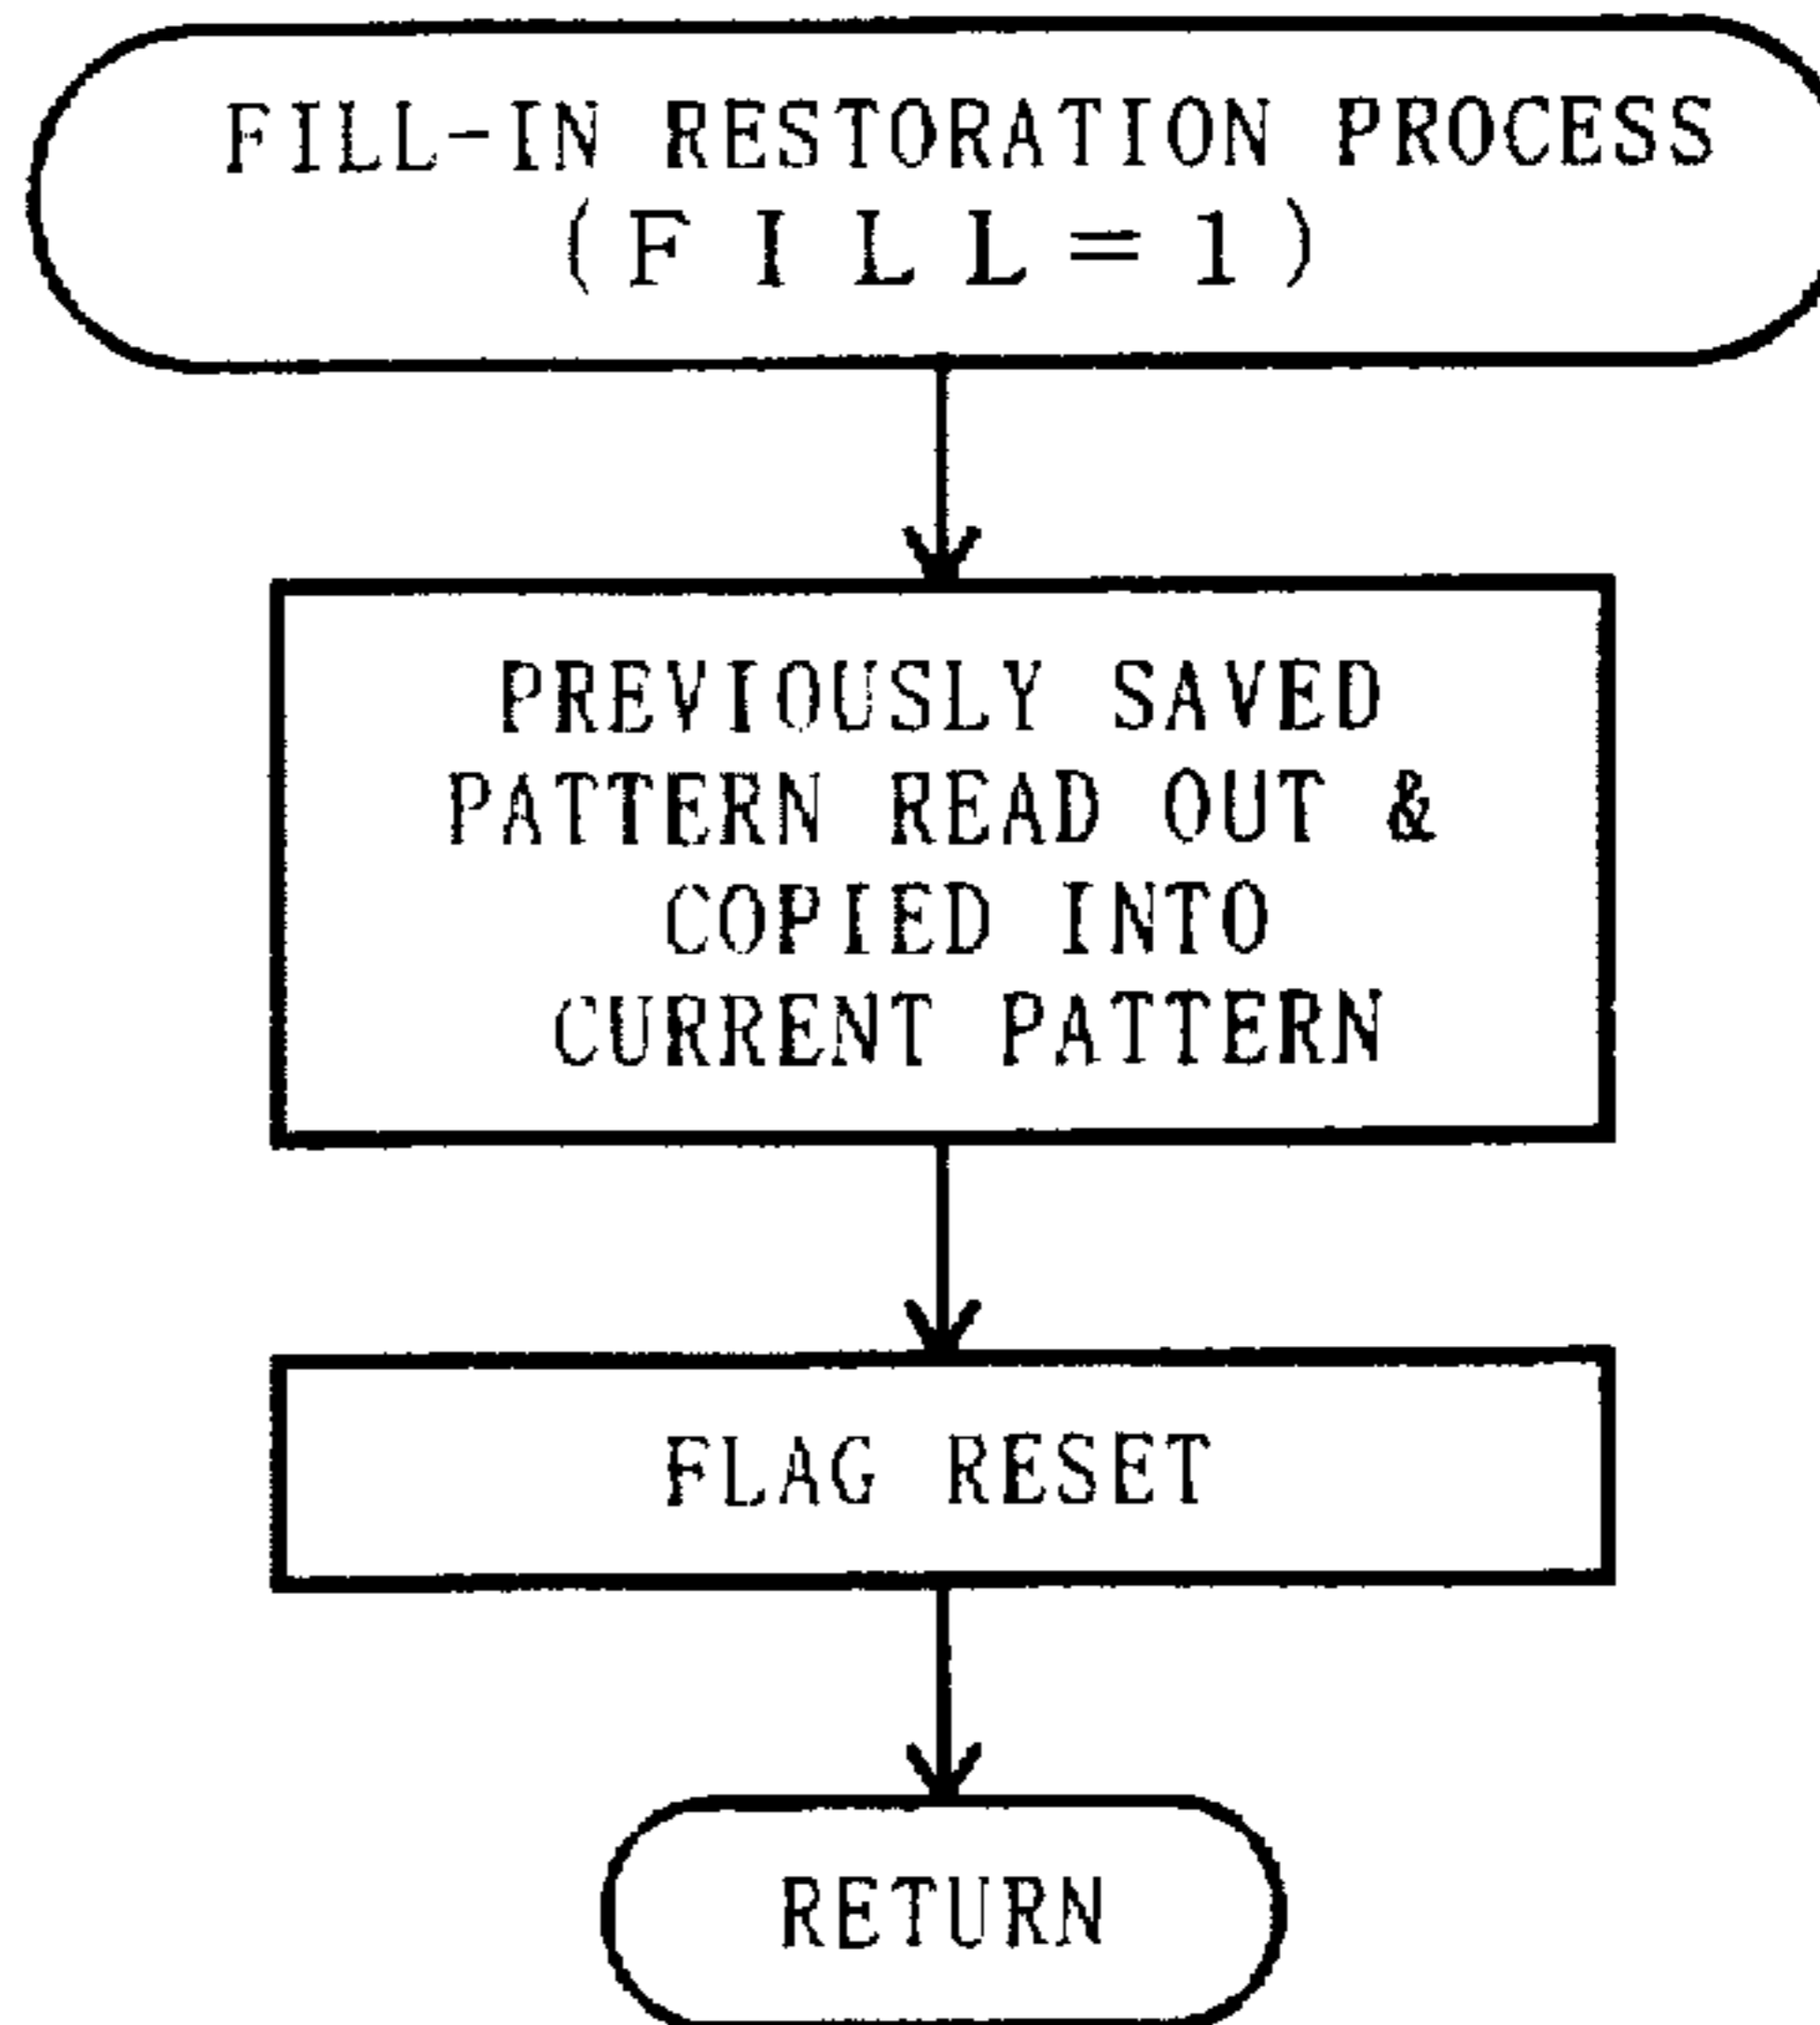 FILL-IN RESTORATION PROCESS
(FILL=1)
PREVIOUSLY SAVED
PATTERN READ OUT &
COPIED INTO
CURRENT PATTERN
FLAG RESET
RETURN